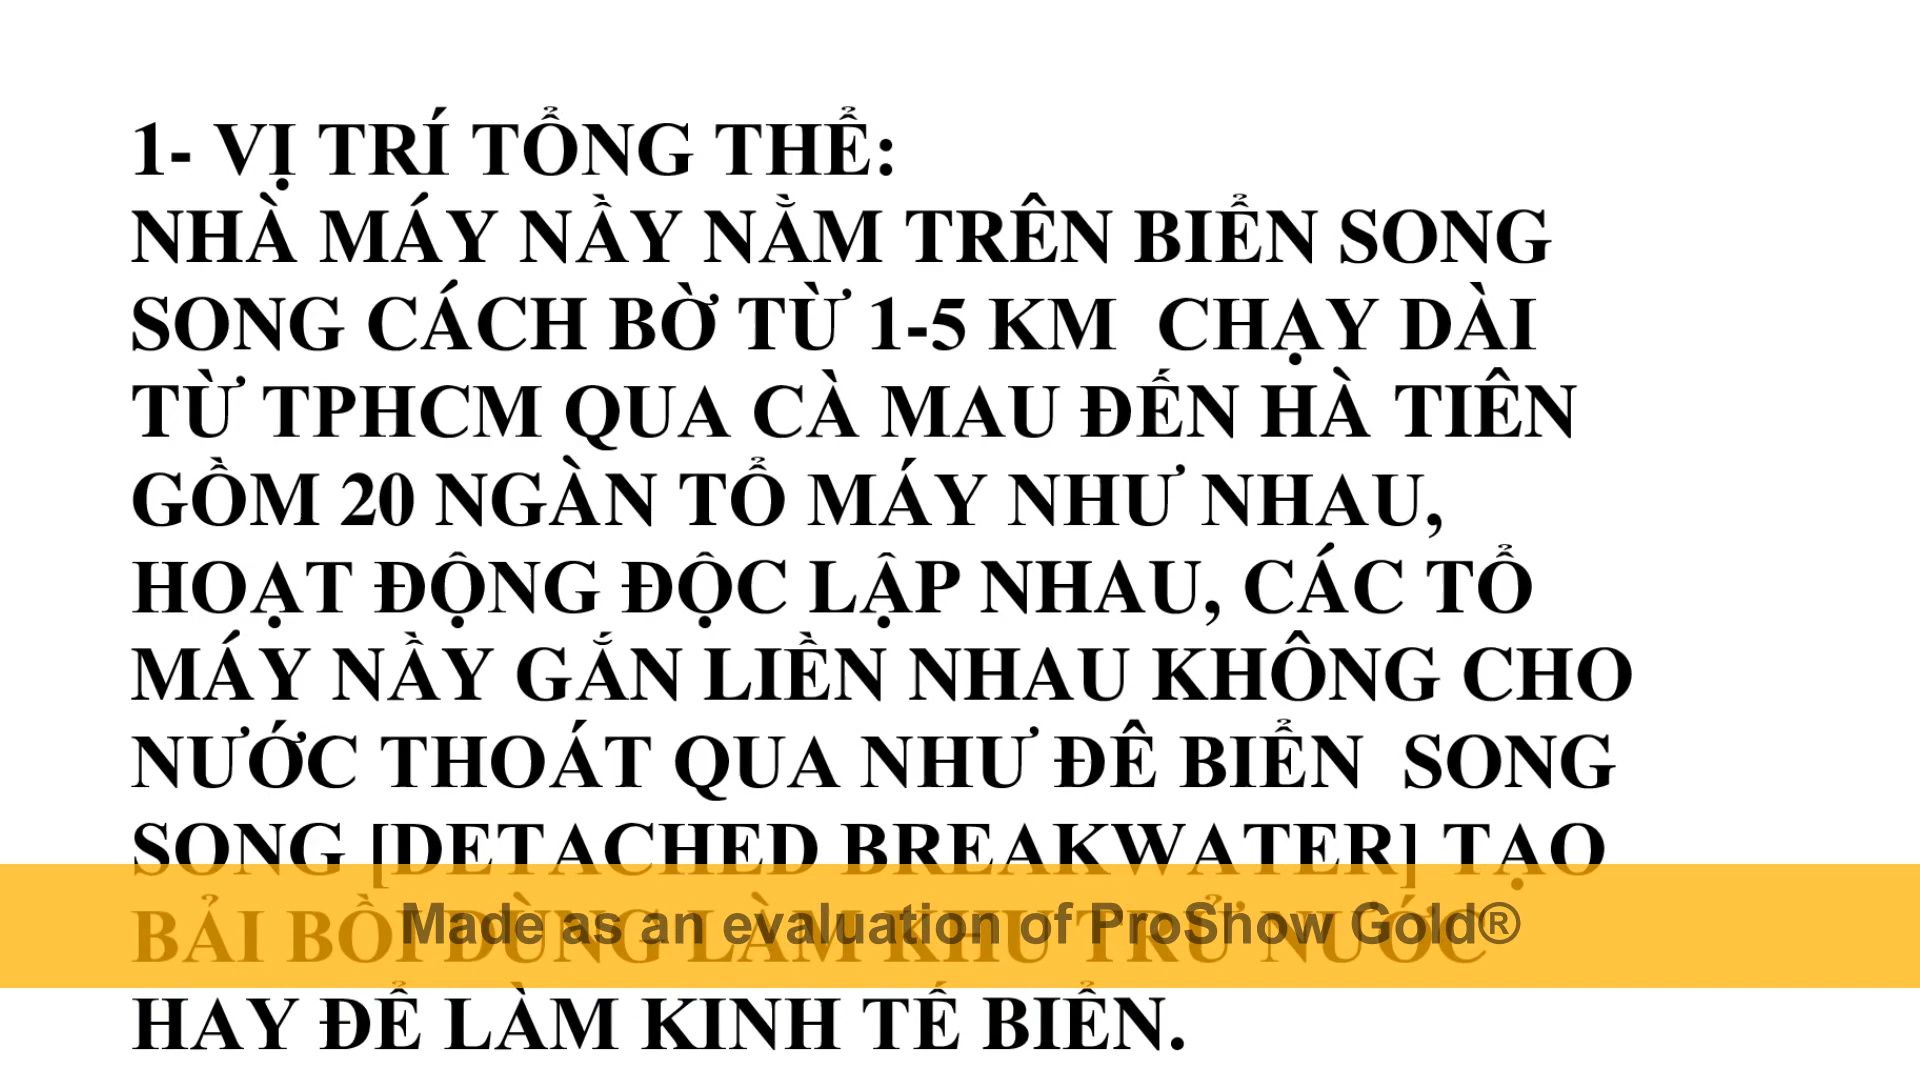 1- VỊ TRÍ TỔNG THỂ:
NHÀ MÁY NẦY NẰM TRÊN BIỂN SONG
SONG CÁCH BỜ TỪ 1-5 KM  CHẠY DÀI
TỪ TPHCM QUA CÀ MAU ĐẾN HÀ TIÊN
GỒM 20 NGÀN TỔ MÁY NHƯ NHAU,
HOẠT ĐỘNG ĐỘC LẬP NHAU, CÁC TỔ
MÁY NẦY GẮN LIỀN NHAU KHÔNG CHO
NƯỚC THOÁT QUA NHƯ ĐÊ BIỂN  SONG
SONG [DETACHED BREAKWATER] TẠO
BẢI BỒI DÙNG LÀM KHU TRỬ NƯỚC
Made as an evaluation of ProShow Gold®
HAY ĐỂ LÀM KINH TẾ BIỂN.